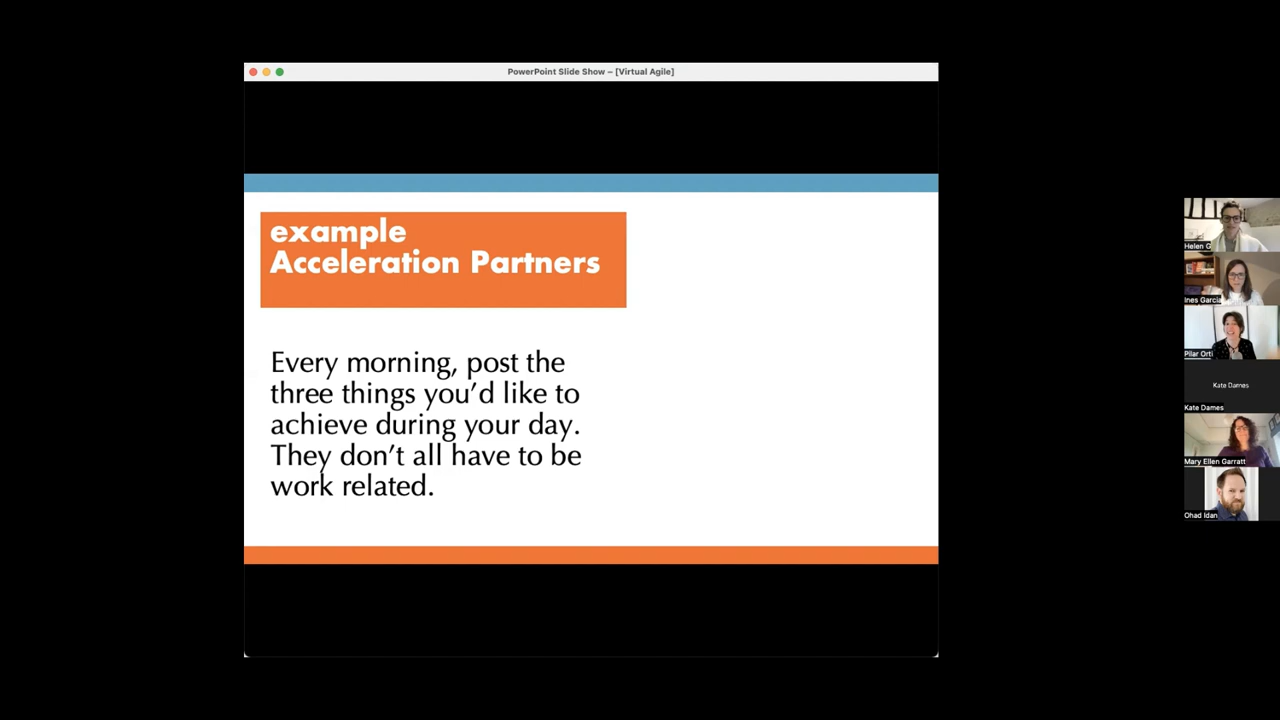 PowerPoint Slide Show – [Virtual Agile]
example
Acceleration Partners
Every morning, post the
three things you’d like to
achieve during your day.
They don’t all have to be
work related.
Helen G
Ines Garcia
Pilar Orti
Kate Dames
Kate Dames
Mary Ellen Garratt
Ohad Idan